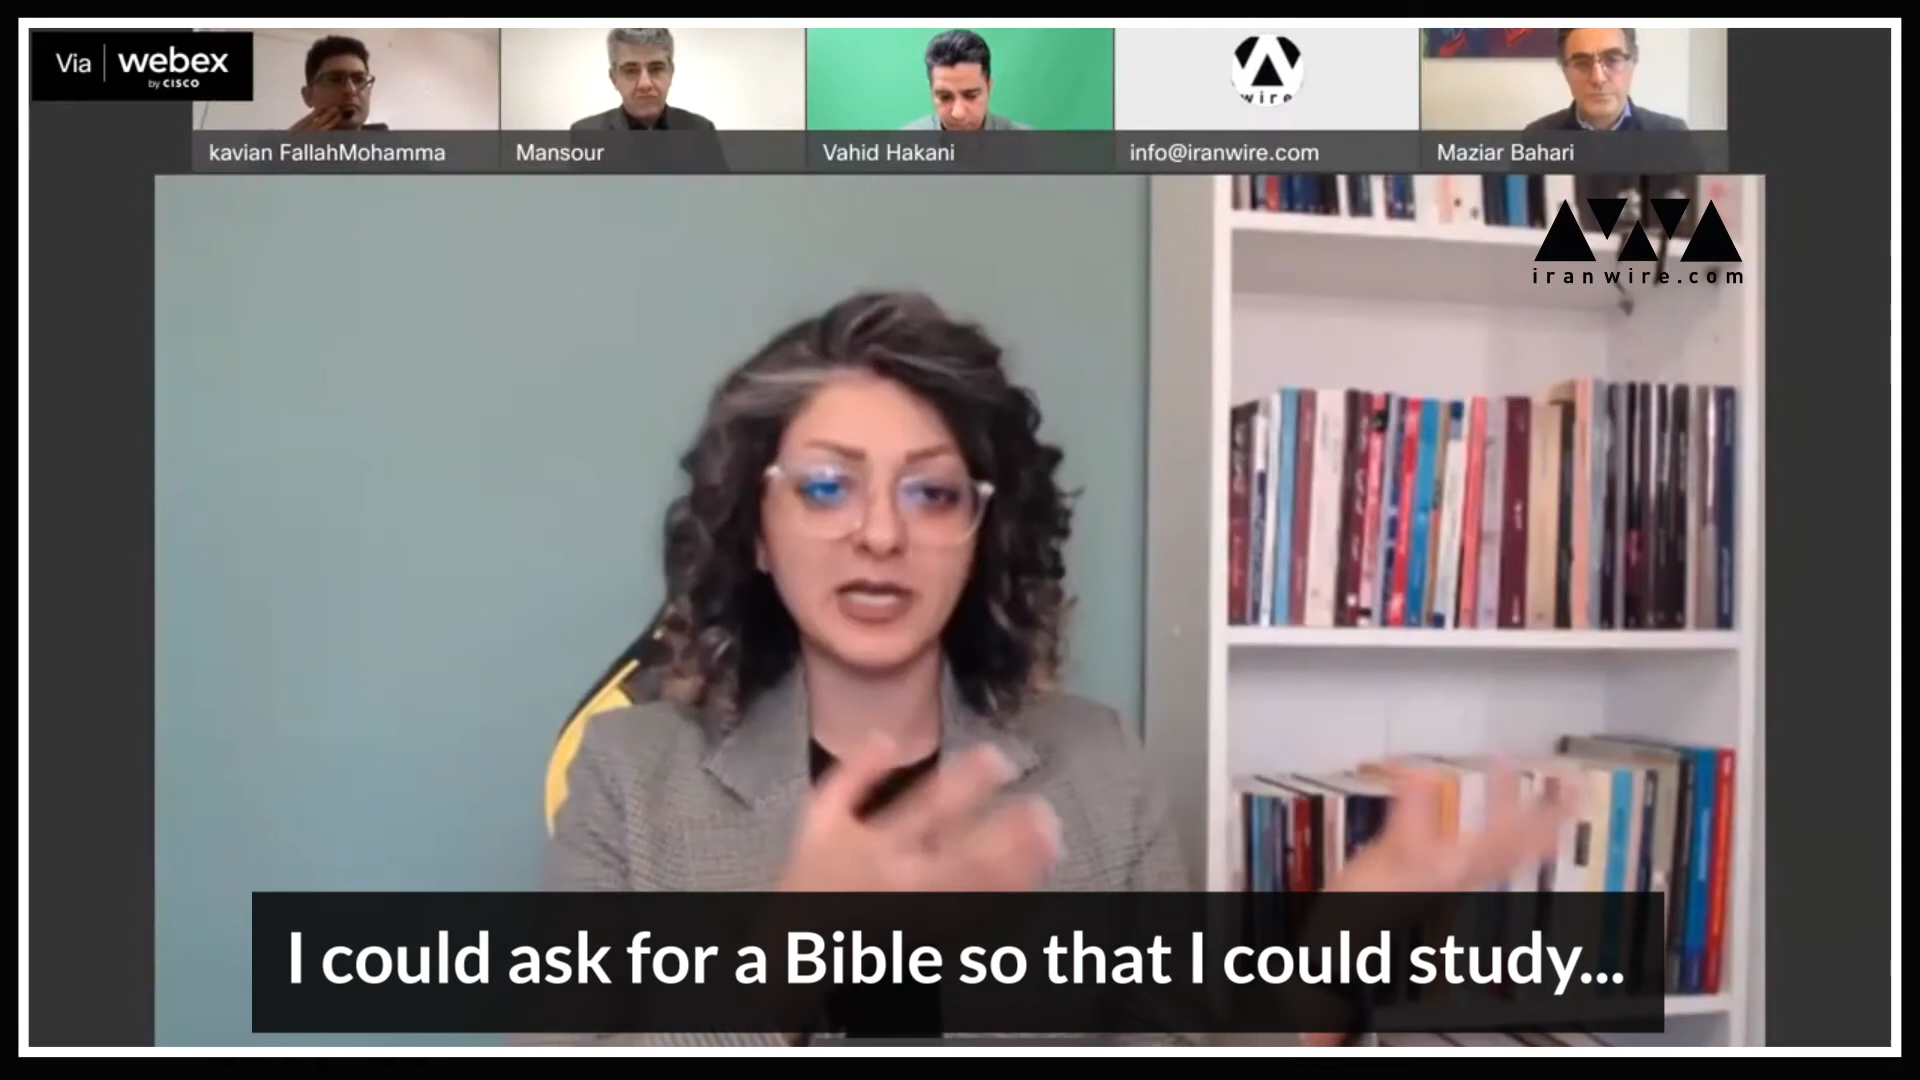 Via webex
by CISCO
wire
kavian FallahMohamma
Mansour
Vahid Hakani
info@iranwire.com
Maziar Bahari
iranwire.com
I could ask for a Bible so that I could study...